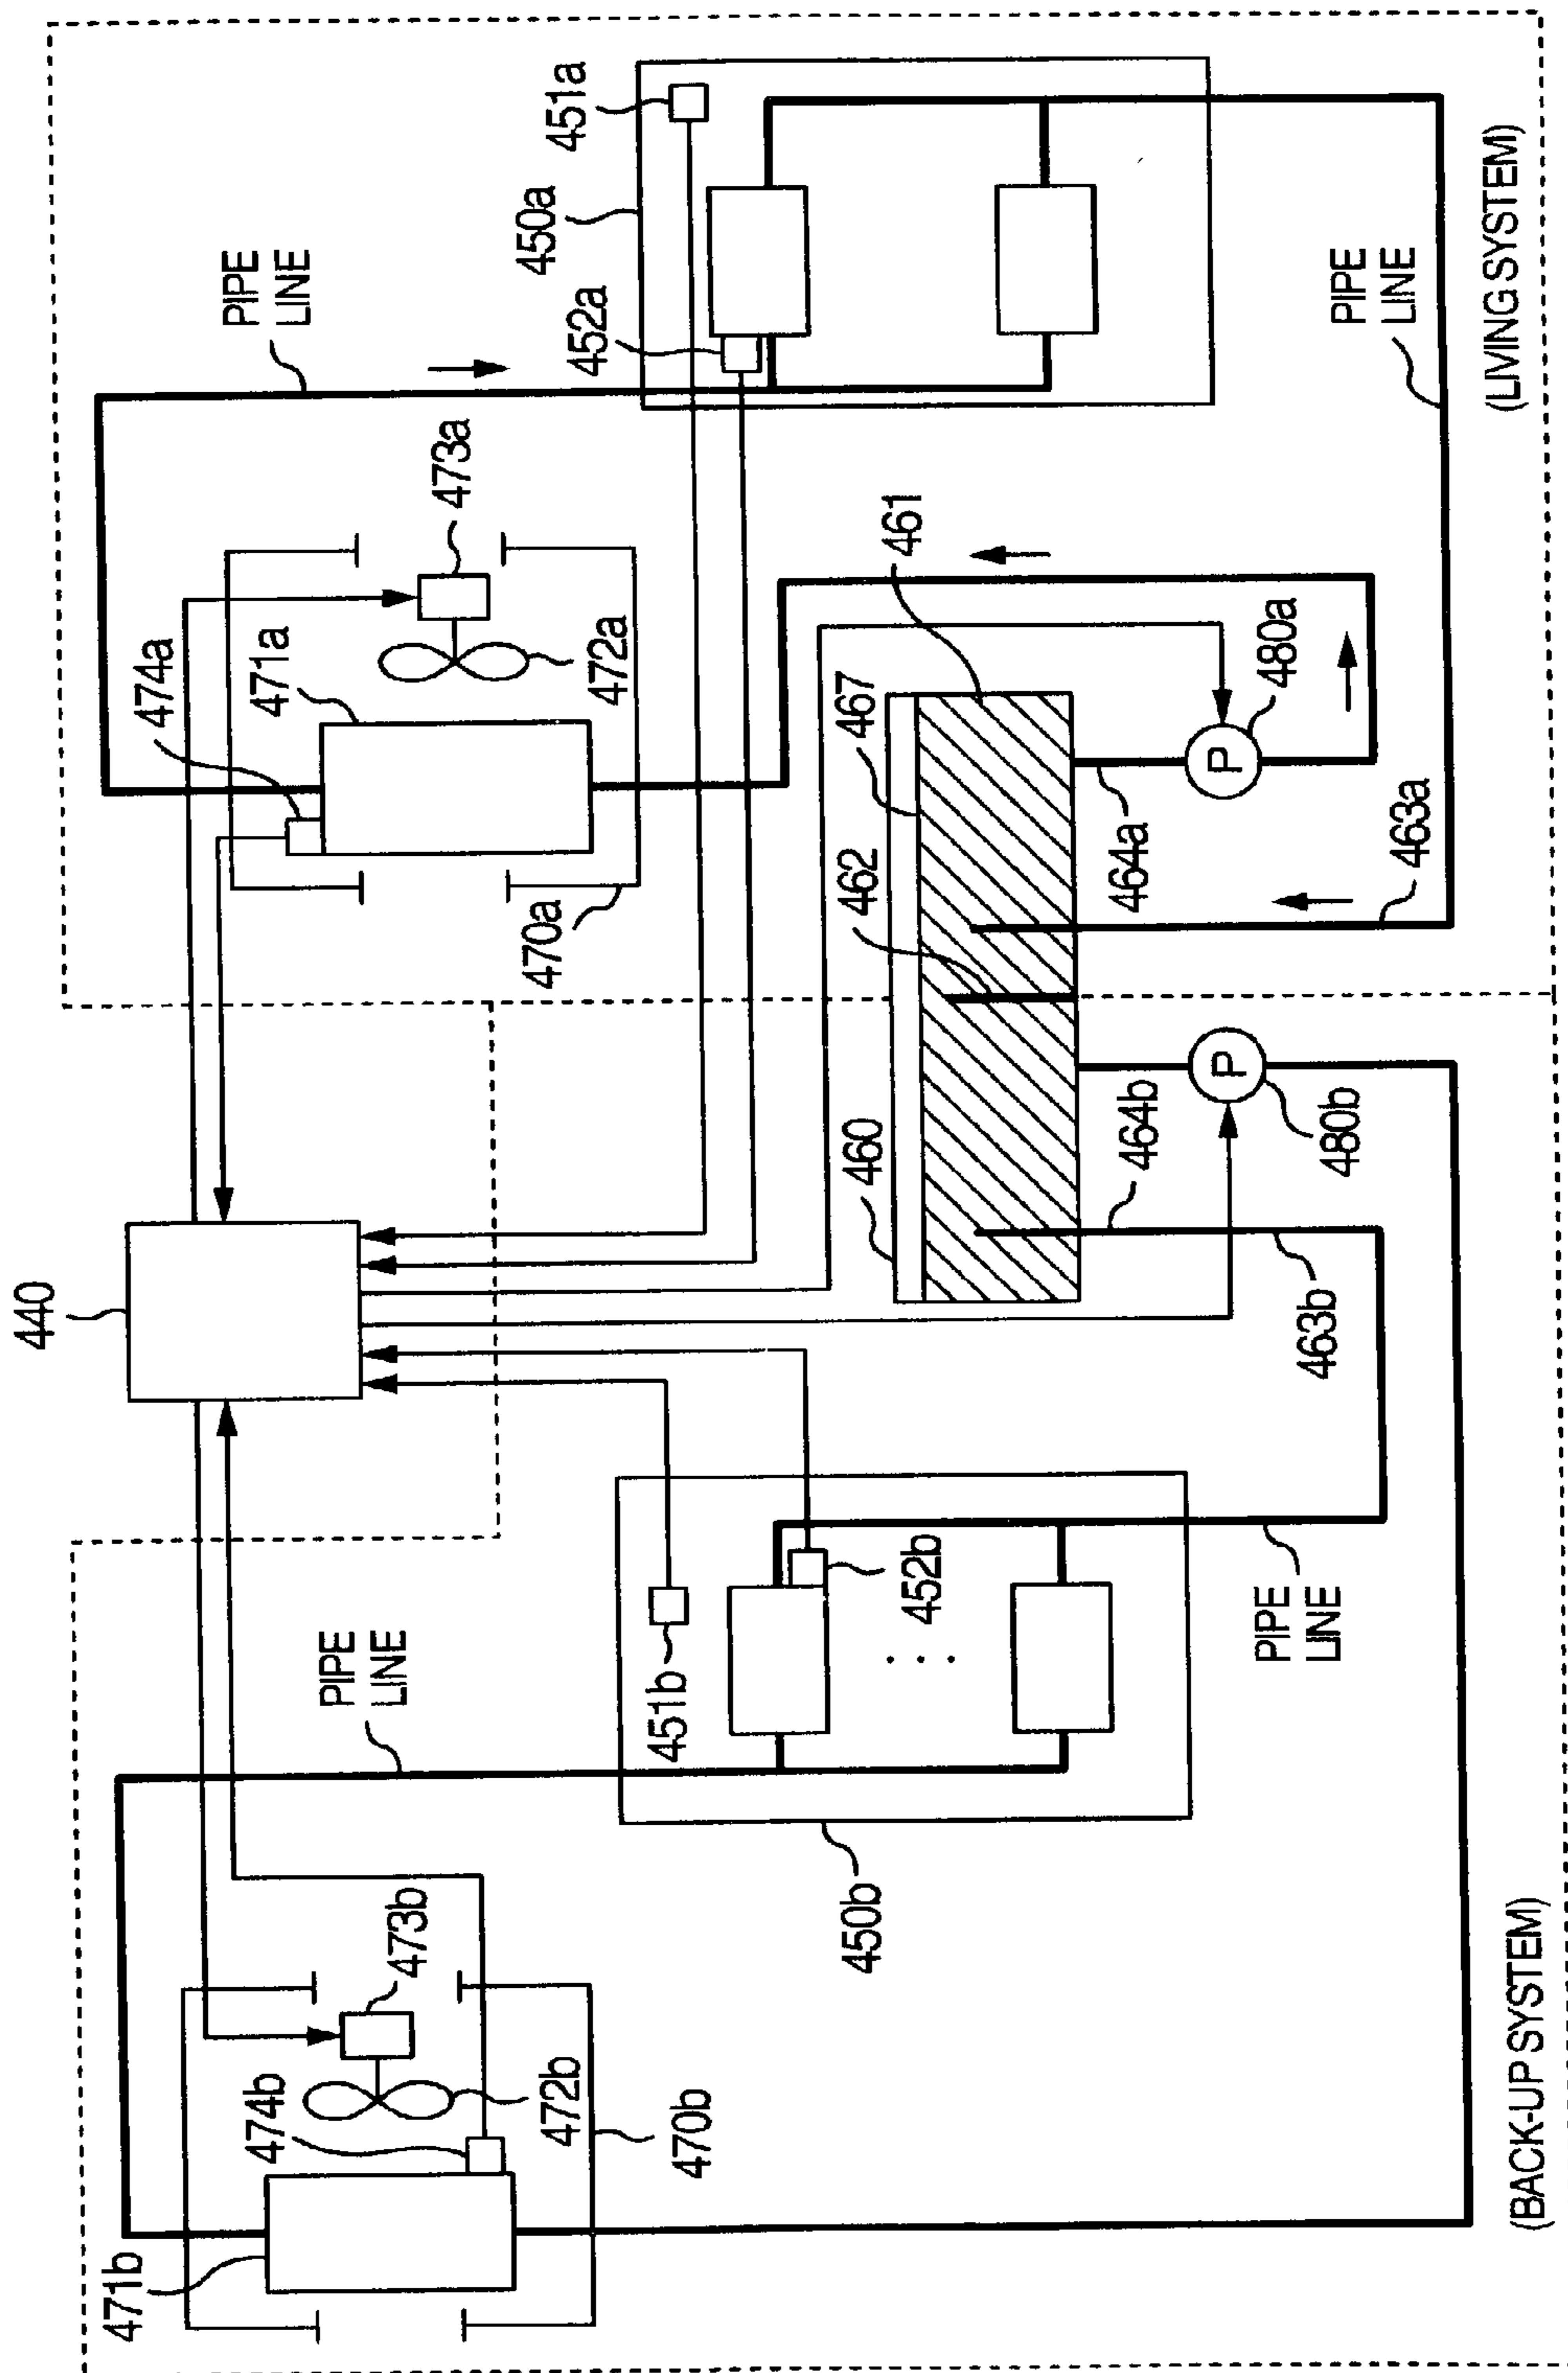 440
471b
474a
PIPE
LINE
474b
471a
PIPE
LINE
473b
473a
472b
470a
450a
451a
472a
452a
470b
451b
450b
460
462
467
461
452b
464b
464a
P
P
PIPE
LINE
463b
480b
480a
PIPE
LINE
463a
(LIVING SYSTEM)
(BACK-UP SYSTEM)